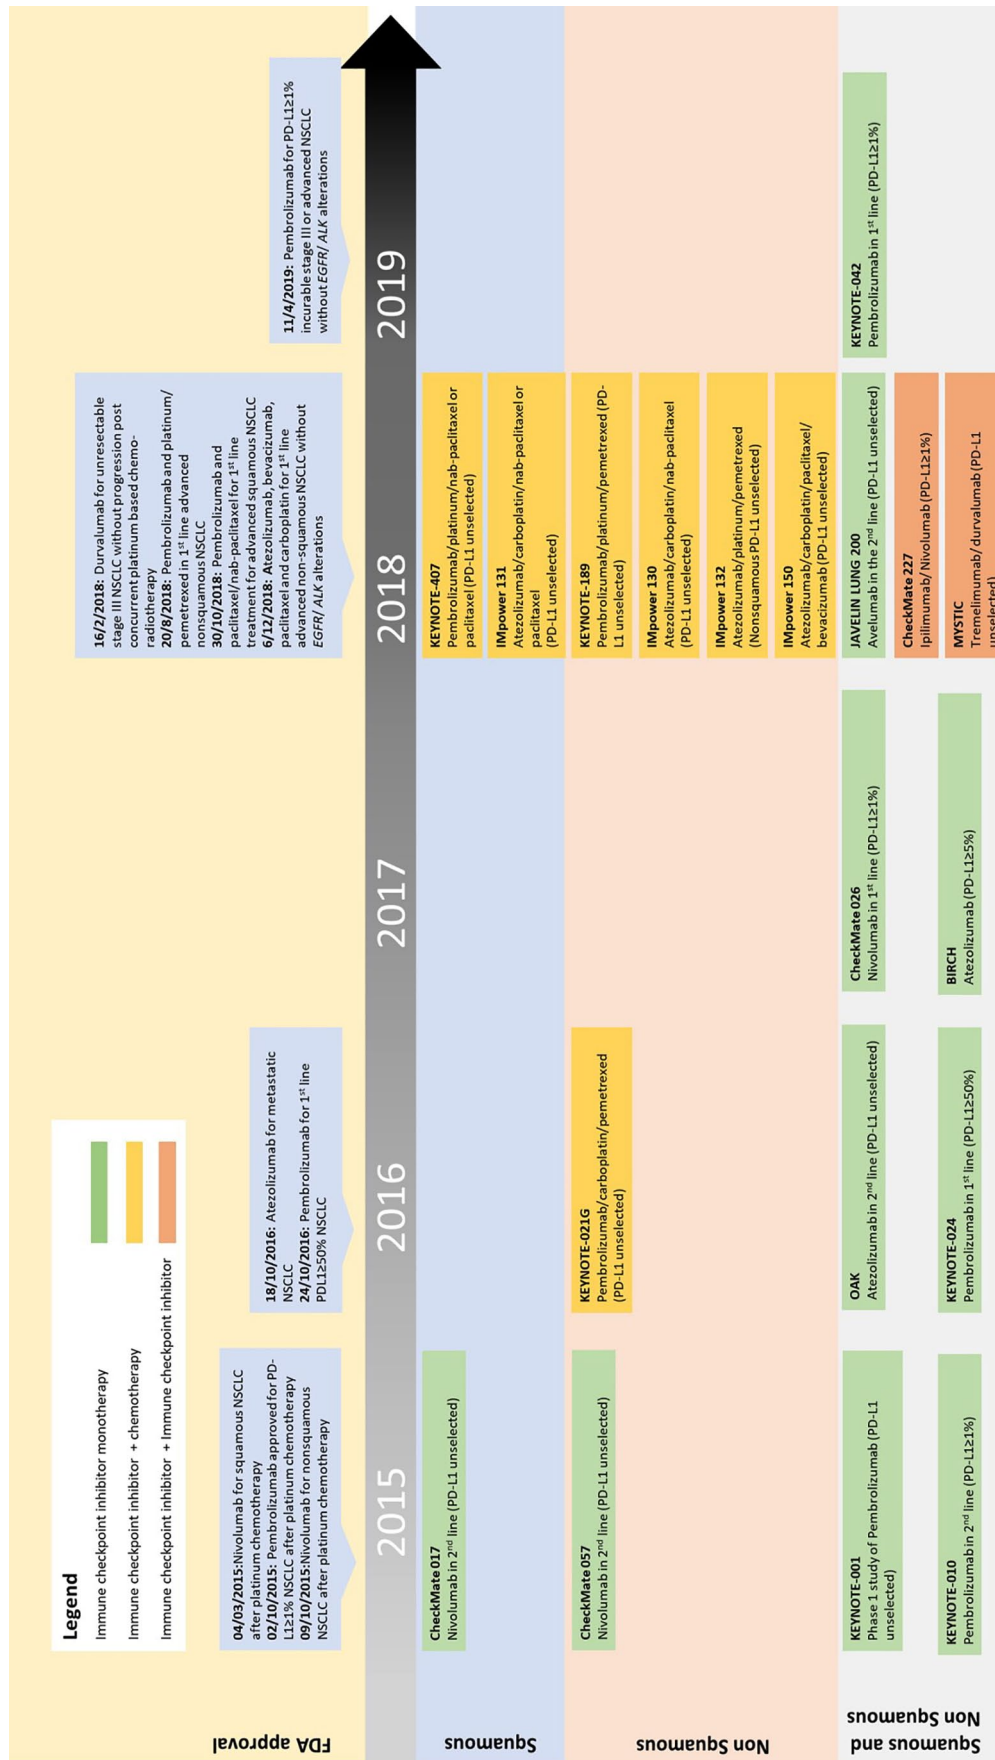 Legend
Immune checkpoint inhibitor monotherapy
Immune checkpoint inhibitor + chemotherapy
Immune checkpoint inhibitor + Immune checkpoint inhibitor
FDA approval
04/03/2015:Nivolumab for squamous NSCLC
after platinum chemotherapy
02/10/2015: Pembrolizumab approved for PD-
L1≥1% NSCLC after platinum chemotherapy
09/10/2015:Nivolumab for nonsquamous
NSCLC after platinum chemotherapy
18/10/2016: Atezolizumab for metastatic
NSCLC
24/10/2016: Pembrolizumab for 1st line
PDL1≥50% NSCLC
16/2/2018: Durvalumab for unresectable
stage III NSCLC without progression post
concurrent platinum based chemo-
radiotherapy
20/8/2018: Pembrolizumab and platinum/
pemetrexed in 1st line advanced
nonsquamous NSCLC
30/10/2018: Pembrolizumab and
paclitaxel/nab-paclitaxel for 1st line
treatment for advanced squamous NSCLC
6/12/2018: Atezolizumab, bevacizumab,
paclitaxel and carboplatin for 1st line
advanced non-squamous NSCLC without
EGFR/ ALK alterations
11/4/2019: Pembrolizumab for PD-L1≥1%
incurable stage III or advanced NSCLC
without EGFR/ ALK alterations
2015
2016
2017
2018
2019
Squamous
CheckMate 017
Nivolumab in 2nd line (PD-L1 unselected)
KEYNOTE-407
Pembrolizumab/platinum/nab-paclitaxel or
paclitaxel (PD-L1 unselected)
IMpower 131
Atezolizumab/carboplatin/nab-paclitaxel or
paclitaxel
(PD-L1 unselected)
Non Squamous
CheckMate 057
Nivolumab in 2nd line (PD-L1 unselected)
KEYNOTE-021G
Pembrolizumab/carboplatin/pemetrexed
(PD-L1 unselected)
KEYNOTE-189
Pembrolizumab/platinum/pemetrexed (PD-
L1 unselected)
IMpower 130
Atezolizumab/carboplatin/nab-paclitaxel
(PD-L1 unselected)
IMpower 132
Atezolizumab/platinum/pemetrexed
(Nonsquamous PD-L1 unselected)
IMpower 150
Atezolizumab/carboplatin/paclitaxel/
bevacizumab (PD-L1 unselected)
Squamous and
Non Squamous
KEYNOTE-001
Phase 1 study of Pembrolizumab (PD-L1
unselected)
KEYNOTE-010
Pembrolizumab in 2nd line (PD-L1≥1%)
OAK
Atezolizumab in 2nd line (PD-L1 unselected)
KEYNOTE-024
Pembrolizumab in 1st line (PD-L1≥50%)
CheckMate 026
Nivolumab in 1st line (PD-L1≥1%)
BIRCH
Atezolizumab (PD-L1≥5%)
JAVELIN LUNG 200
Avelumab in the 2nd line (PD-L1 unselected)
CheckMate 227
Ipilimumab/Nivolumab (PD-L1≥1%)
MYSTIC
Tremelimumab/ durvalumab (PD-L1
unselected)
KEYNOTE-042
Pembrolizumab in 1st line (PD-L1≥1%)